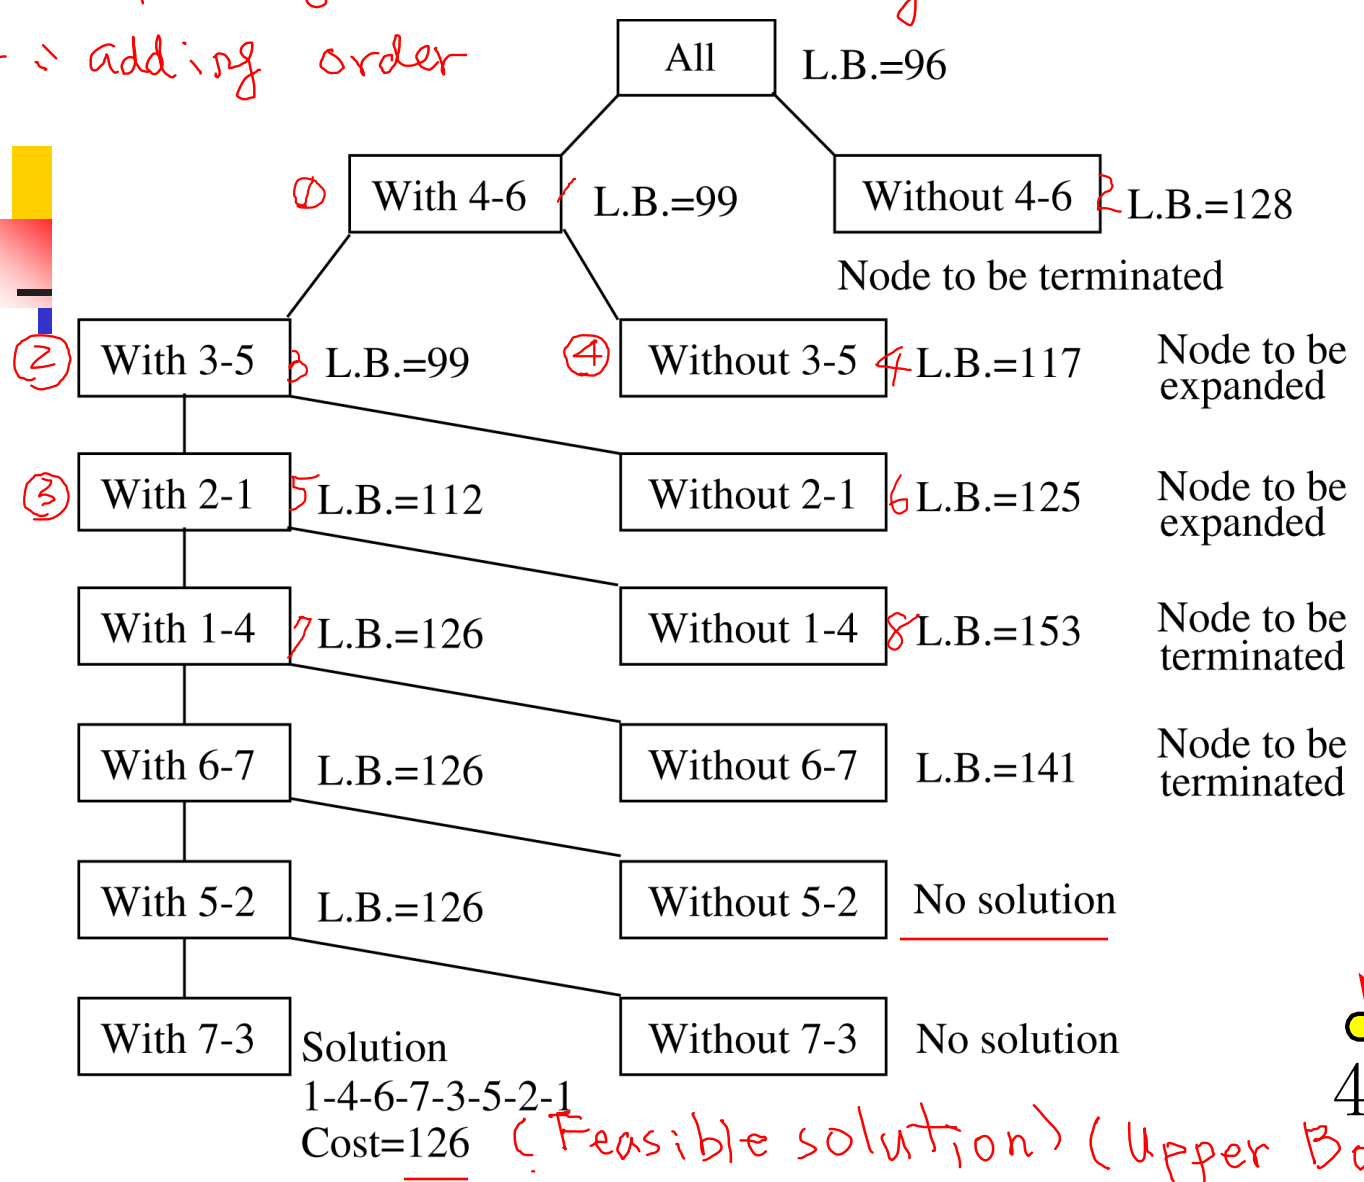 adding order
All L.B.=96
① With 4-6 1 L.B.=99 Without 4-6 2 L.B.=128
Node to be terminated
② With 3-5 3 L.B.=99 ④ Without 3-5 4 L.B.=117 Node to be
expanded
③ With 2-1 5 L.B.=112 Without 2-1 6 L.B.=125 Node to be
expanded
With 1-4 7 L.B.=126 Without 1-4 8 L.B.=153 Node to be
terminated
With 6-7 L.B.=126 Without 6-7 L.B.=141 Node to be
terminated
With 5-2 L.B.=126 Without 5-2 No solution
With 7-3 Without 7-3 No solution
Solution
1-4-6-7-3-5-2-1
Cost=126 (Feasible solution) (Upper
4